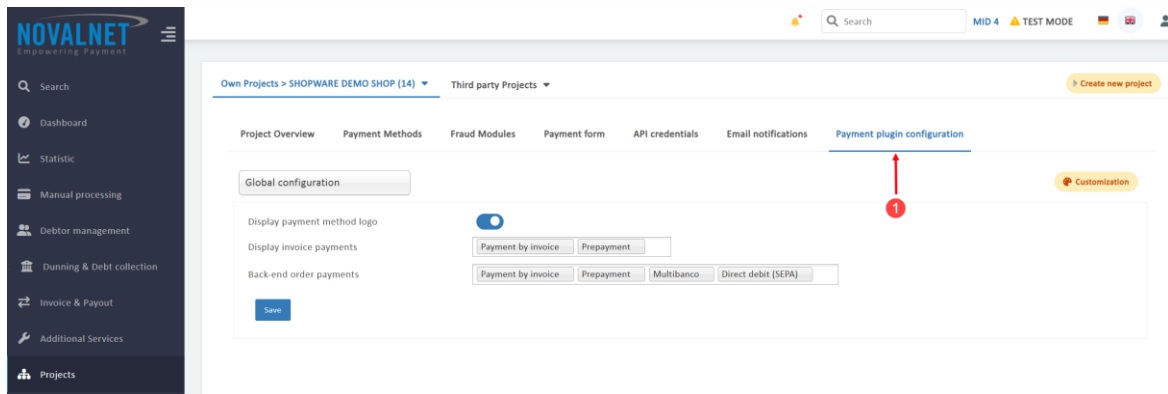 NOVALNET
Empowering Payment
Search
MID 4
TEST MODE
Search
Dashboard
Statistic
Manual processing
Debtor management
Dunning & Debt collection
Invoice & Payout
Additional Services
Projects
Own Projects > SHOPWARE DEMO SHOP (14)
Third party Projects
Create new project
Project Overview
Payment Methods
Fraud Modules
Payment form
API credentials
Email notifications
Payment plugin configuration
Global configuration
Customization
1
Display payment method logo
Display invoice payments
Payment by invoice
Prepayment
Back-end order payments
Payment by invoice
Prepayment
Multibanco
Direct debit (SEPA)
Save